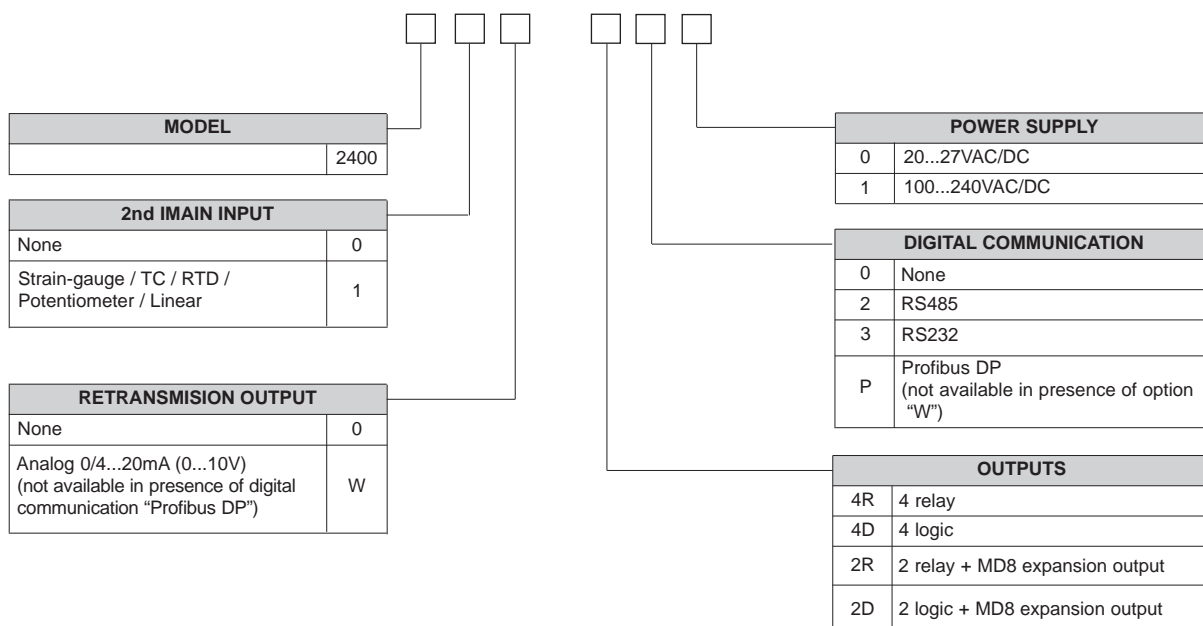 MODEL
2400
2nd IMAIN INPUT
None 0
Strain-gauge / TC / RTD /
Potentiometer / Linear
1
RETRANSMISION OUTPUT
None 0
Analog 0/4...20mA (0...10V)
(not available in presence of digital
communication “Profibus DP”)
W
POWER SUPPLY
0 20...27VAC/DC
1 100...240VAC/DC
DIGITAL COMMUNICATION
0 None
2 RS485
3 RS232
P
Profibus DP
(not available in presence of option
“W”)
OUTPUTS
4R 4 relay
4D 4 logic
2R 2 relay + MD8 expansion output
2D 2 logic + MD8 expansion output